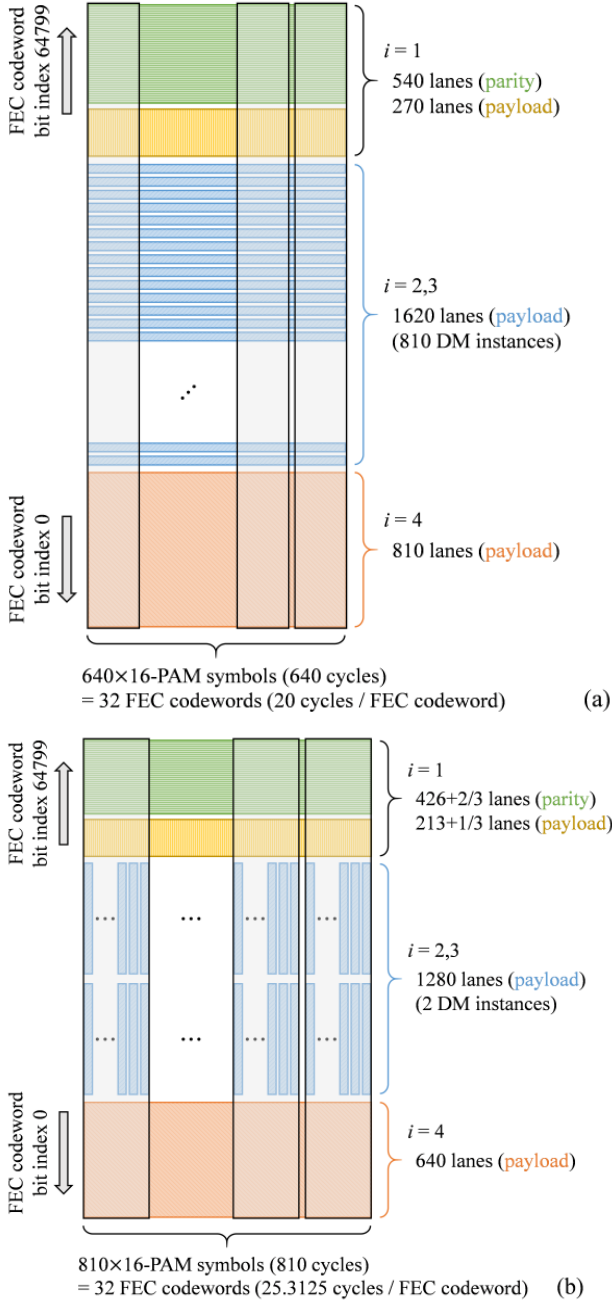 FEC codeword
bit index 64799
i = 1
540 lanes (parity)
270 lanes (payload)
i = 2,3
1620 lanes (payload)
(810 DM instances)
FEC codeword
bit index 0
i = 4
810 lanes (payload)
640×16-PAM symbols (640 cycles)
= 32 FEC codewords (20 cycles / FEC codeword)
(a)
FEC codeword
bit index 64799
i = 1
426+2/3 lanes (parity)
213+1/3 lanes (payload)
i = 2,3
1280 lanes (payload)
(2 DM instances)
FEC codeword
bit index 0
i = 4
640 lanes (payload)
810×16-PAM symbols (810 cycles)
= 32 FEC codewords (25.3125 cycles / FEC codeword)
(b)